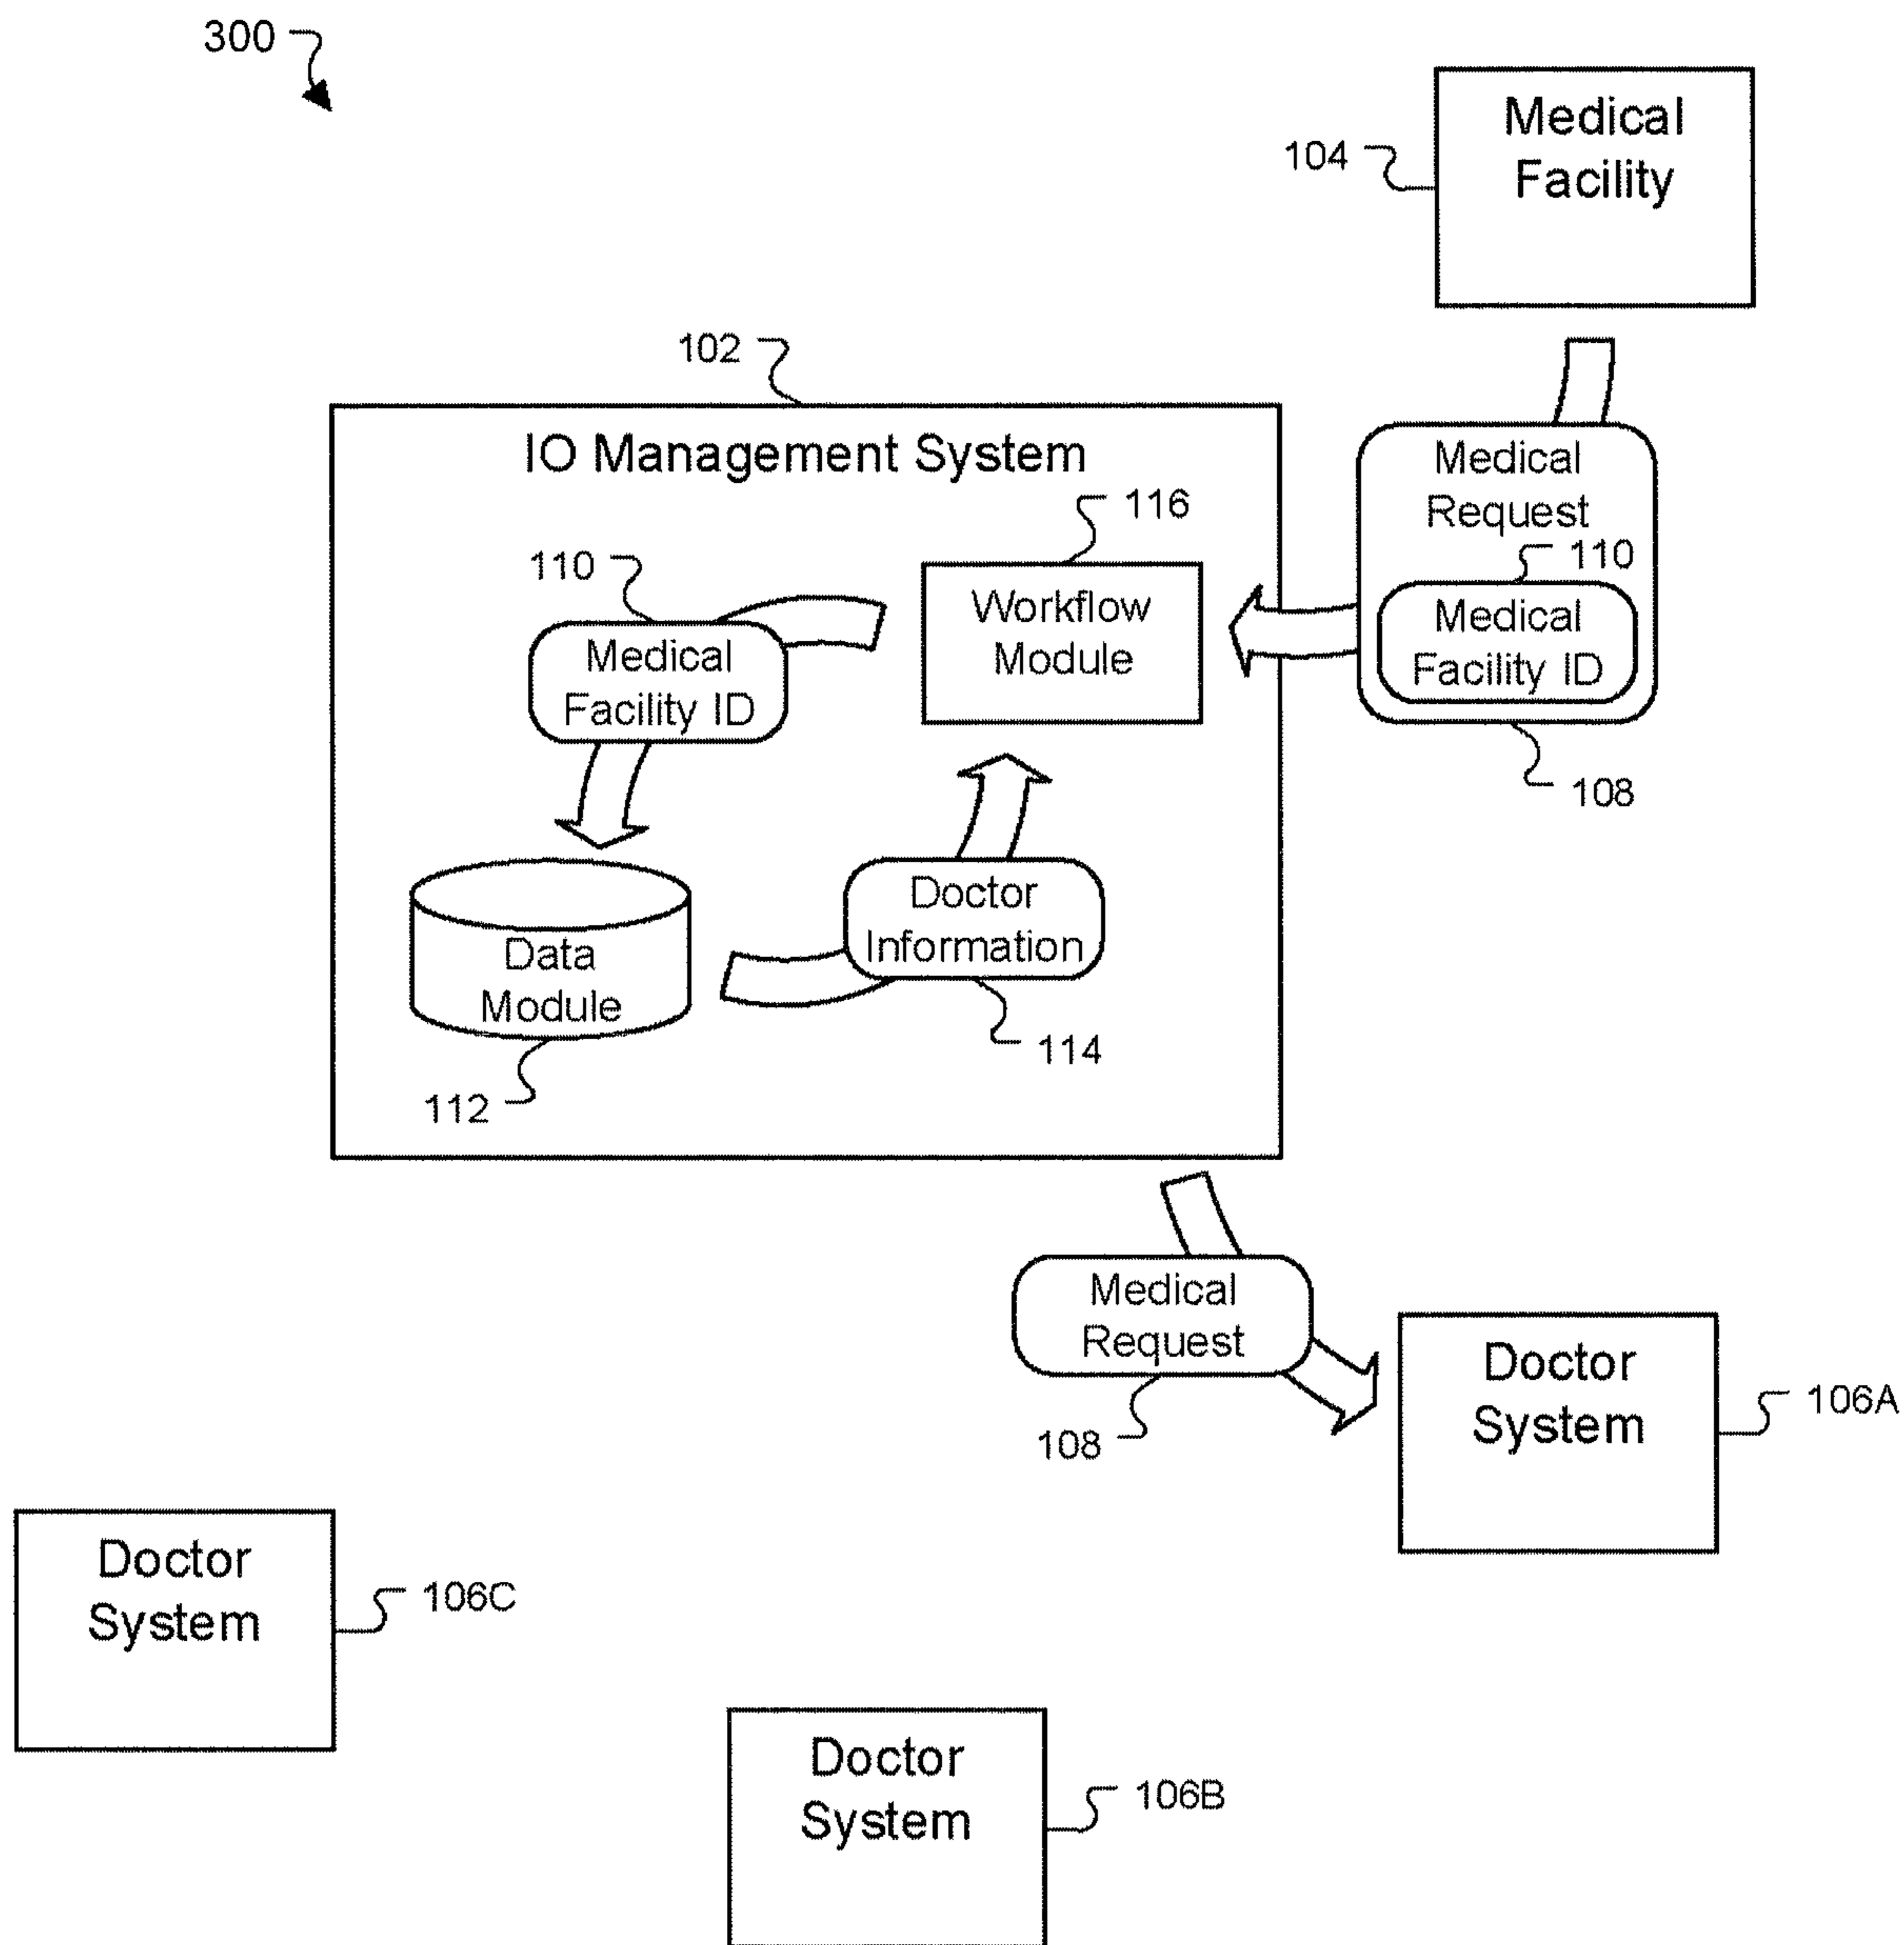 300
Medical
Facility
104
102
IO Management System
116
110
Workflow
Module
Medical
Facility ID
Medical
Request
110
Medical
Facility ID
108
Doctor
Information
114
Data
Module
112
Medical
Request
108
Doctor
System
106A
Doctor
System
106C
Doctor
System
106B